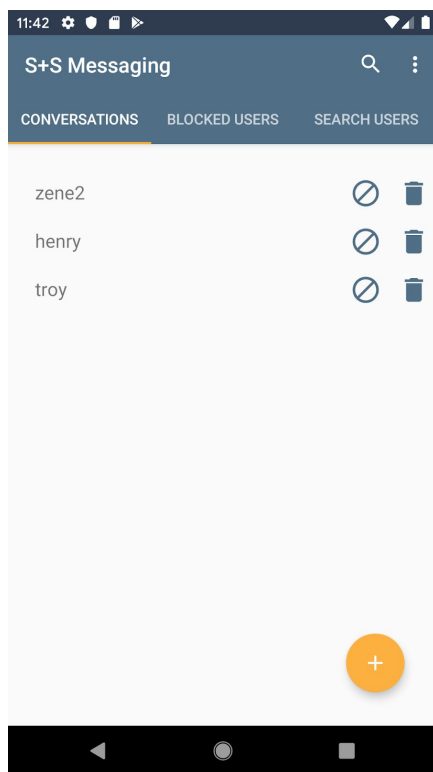 11:42
S+S Messaging
CONVERSATIONS BLOCKED USERS SEARCH USERS
zene2
henry
troy